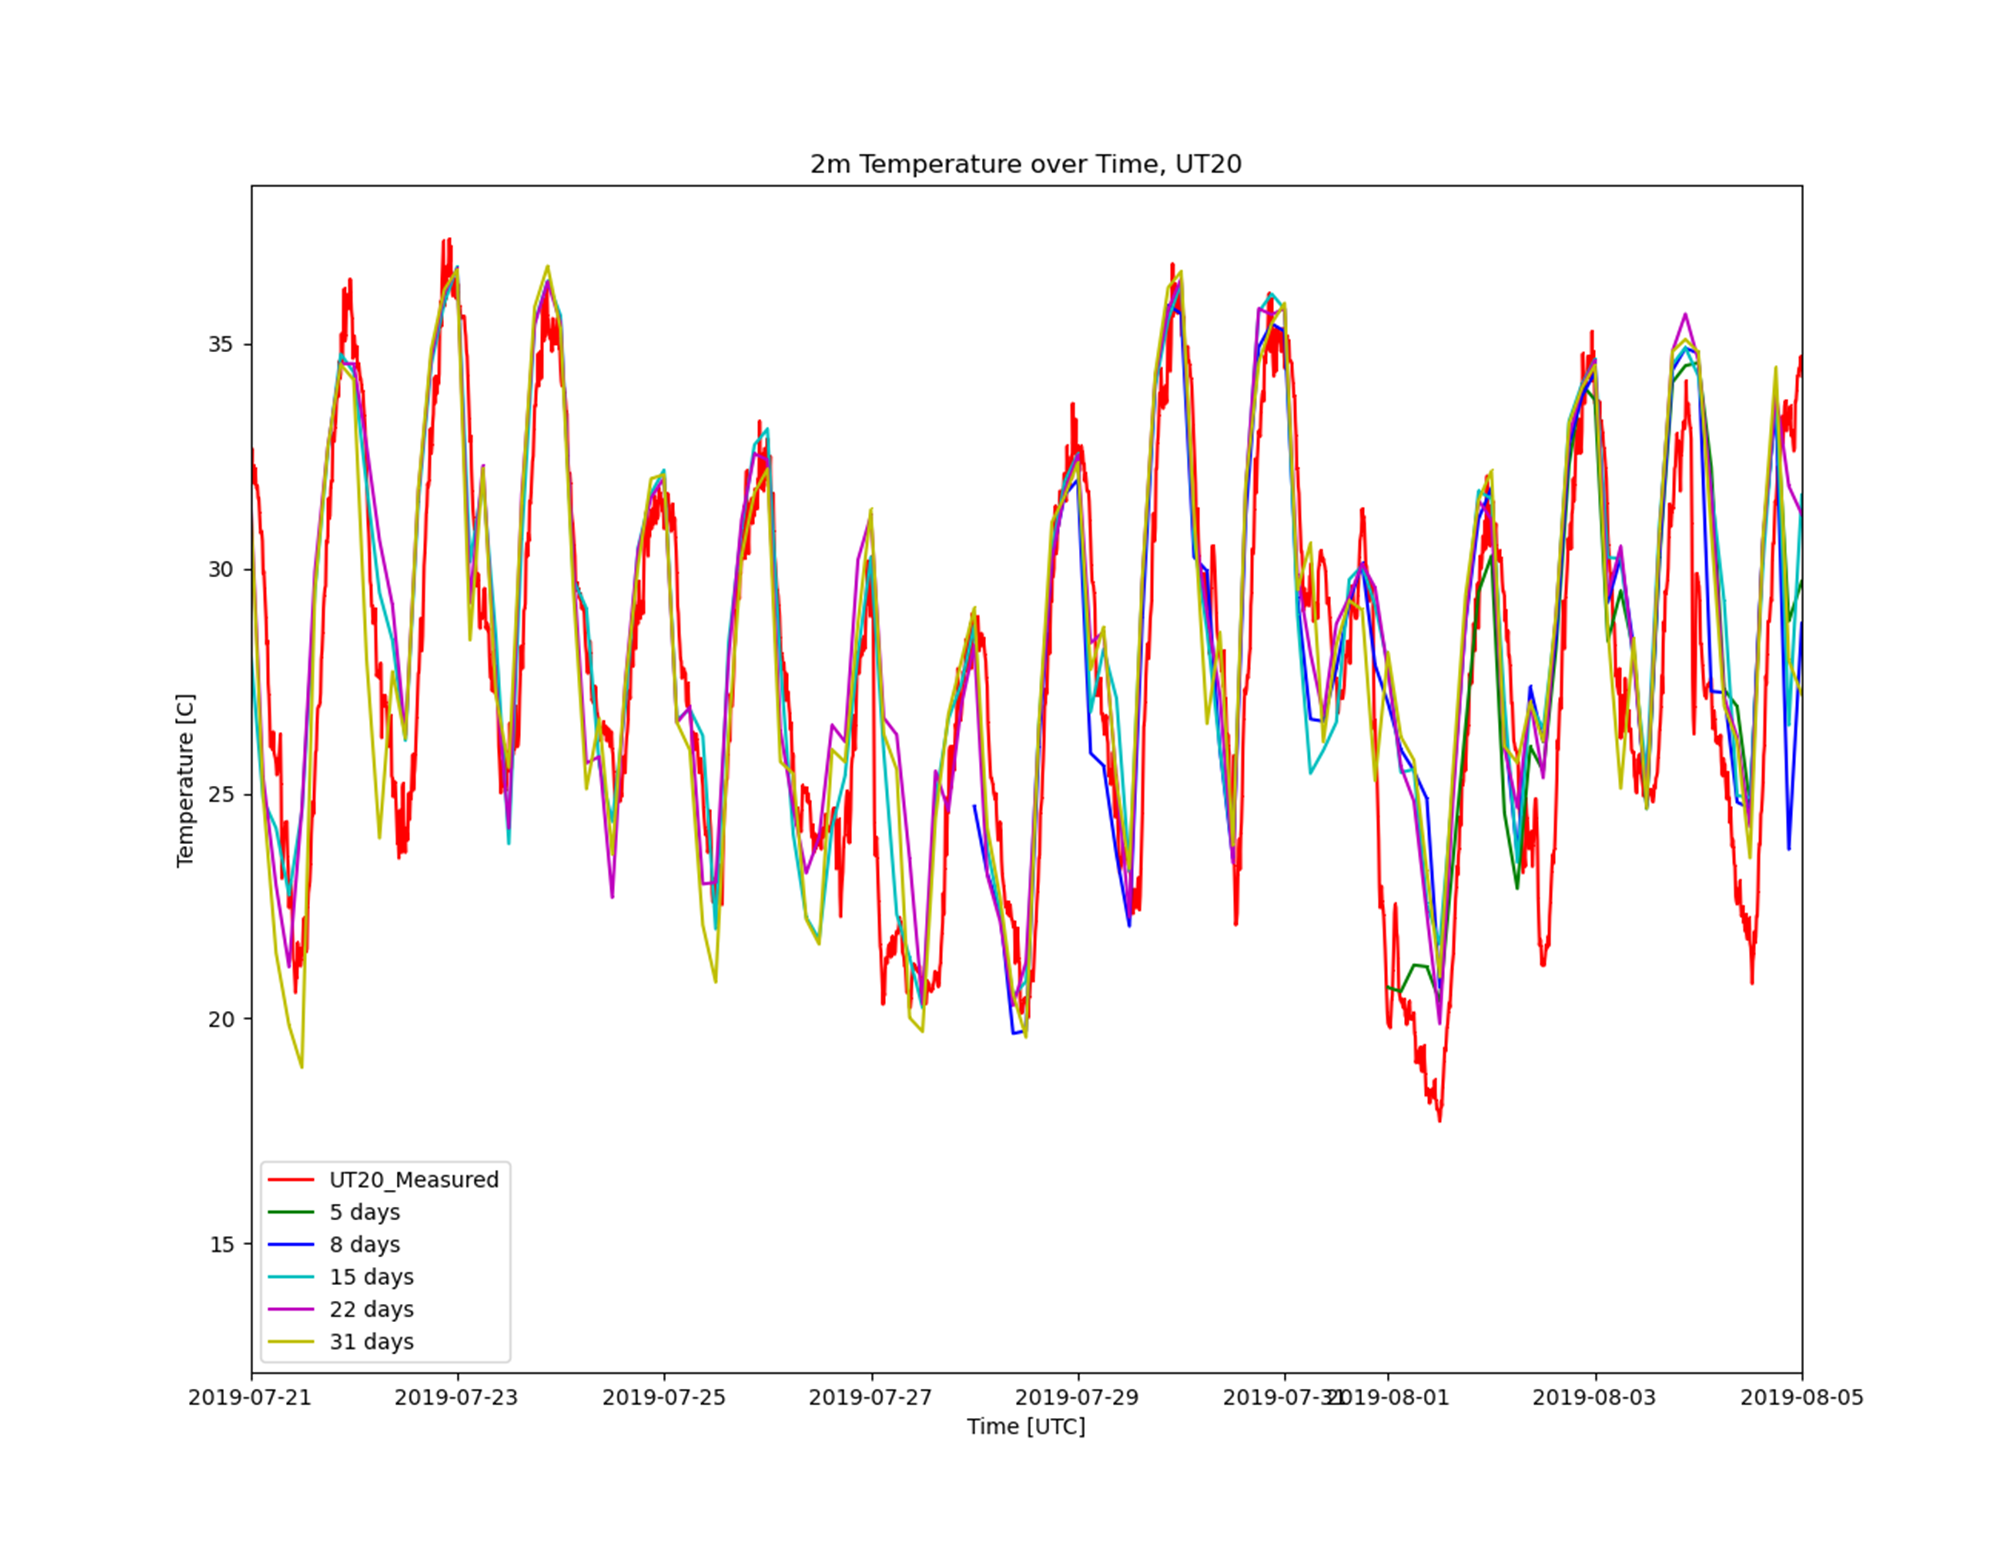 2m Temperature over Time, UT20
Temperature [C]
35
30
25
20
15
UT20_Measured
5 days
8 days
15 days
22 days
31 days
2019-07-21
2019-07-23
2019-07-25
2019-07-27
2019-07-29
2019-07-31
2019-08-01
2019-08-03
2019-08-05
Time [UTC]